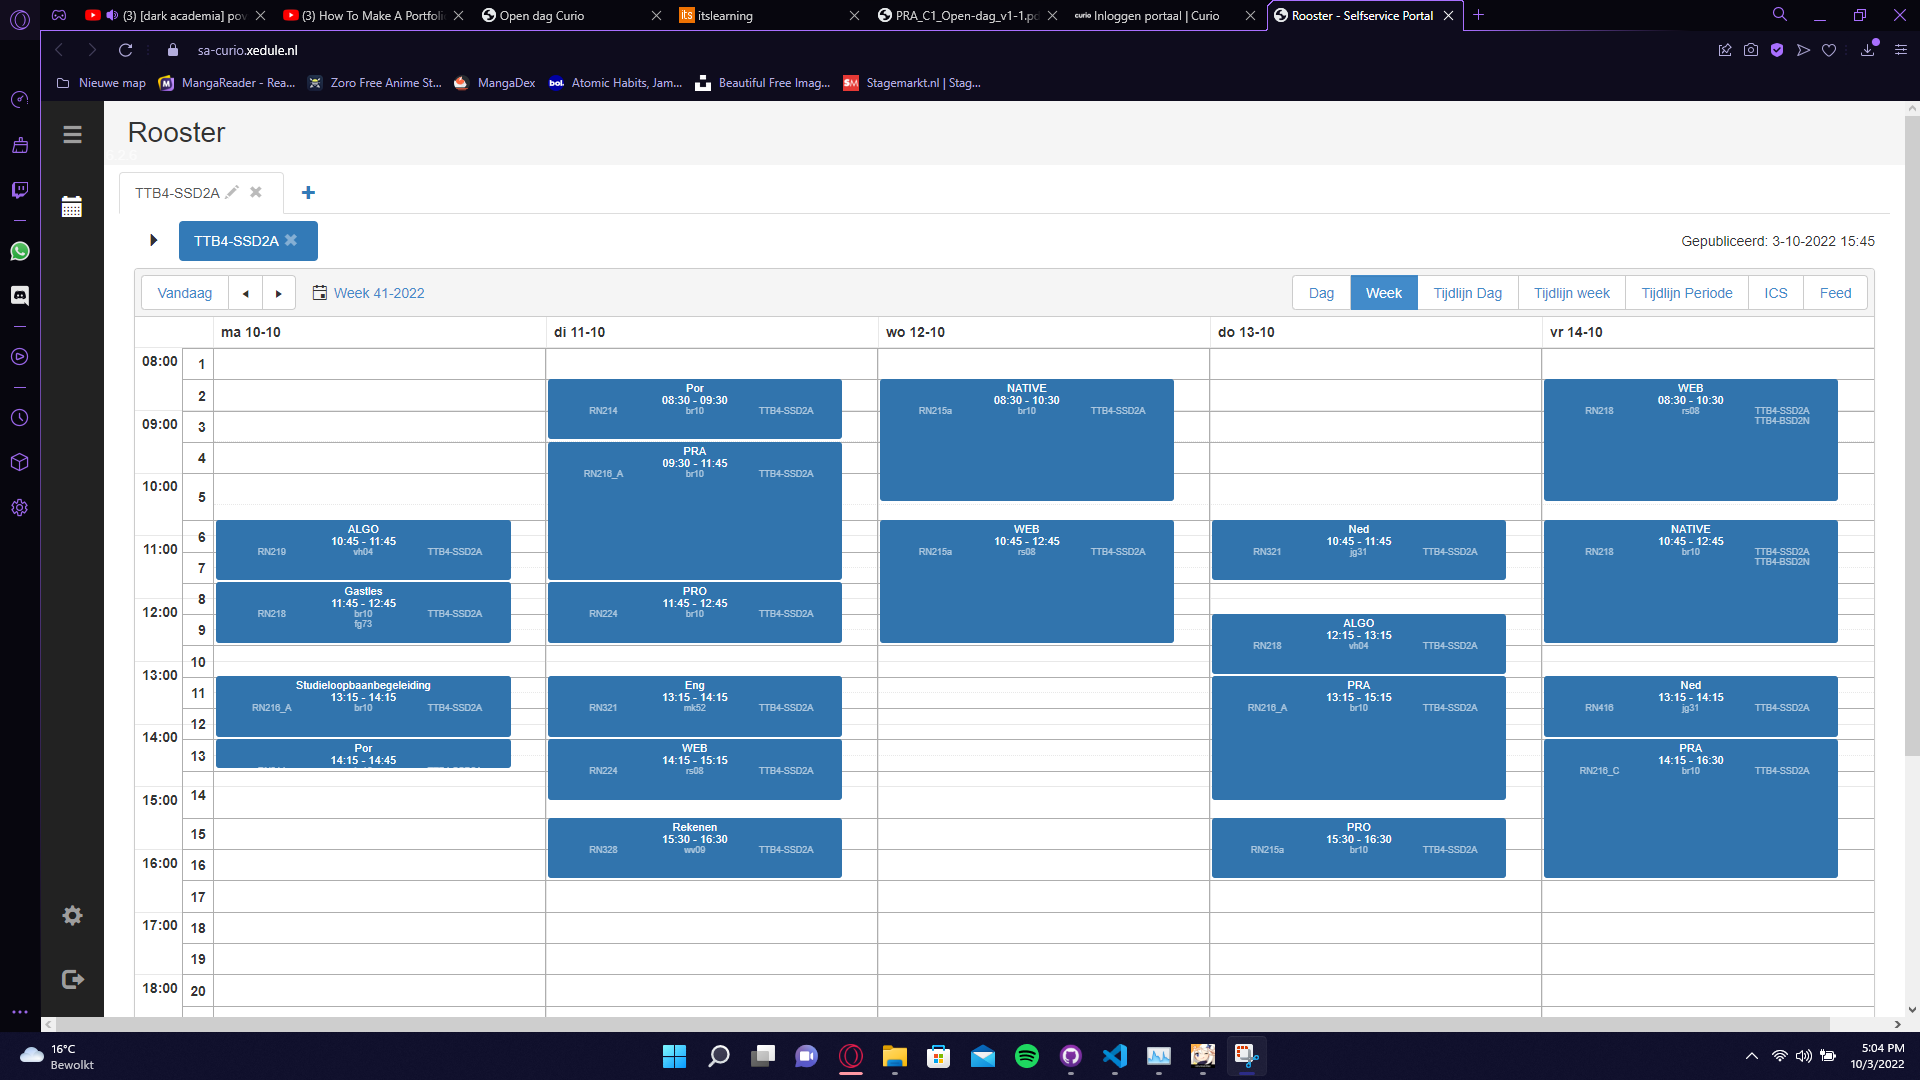 (3) [dark academia] pov
(3) How To Make A Portfoli
Open dag Curio
its itslearning
PRA_C1_Open-dag_v1-1.pd
curio Inloggen portaal | Curio
Rooster - Selfservice Portal
sa-curio.xedule.nl
Nieuwe map
MangaReader - Rea...
Zoro Free Anime St...
MangaDex
bol. Atomic Habits, Jam...
Beautiful Free Imag...
SM Stagemarkt.nl | Stag...
Rooster
TTB4-SSD2A
TTB4-SSD2A
Gepubliceerd: 3-10-2022 15:45
Vandaag
Week 41-2022
Dag
Week
Tijdlijn Dag
Tijdlijn week
Tijdlijn Periode
ICS
Feed
ma 10-10
di 11-10
wo 12-10
do 13-10
vr 14-10
08:00
09:00
10:00
11:00
12:00
13:00
14:00
15:00
16:00
17:00
18:00
1
2
3
4
5
6
7
8
9
10
11
12
13
14
15
16
17
18
19
20
ALGO
10:45 - 11:45
RN219 vh04 TTB4-SSD2A
Gastles
11:45 - 12:45
RN218 br10 TTB4-SSD2A
fg73
Studieloopbaanbegeleiding
13:15 - 14:15
RN216_A br10 TTB4-SSD2A
Por
14:15 - 14:45
Por
08:30 - 09:30
RN214 br10 TTB4-SSD2A
PRA
09:30 - 11:45
RN216_A br10 TTB4-SSD2A
PRO
11:45 - 12:45
RN224 br10 TTB4-SSD2A
Eng
13:15 - 14:15
RN321 mk52 TTB4-SSD2A
WEB
14:15 - 15:15
RN224 rs08 TTB4-SSD2A
Rekenen
15:30 - 16:30
RN328 wv09 TTB4-SSD2A
NATIVE
08:30 - 10:30
RN215a br10 TTB4-SSD2A
WEB
10:45 - 12:45
RN215a rs08 TTB4-SSD2A
Ned
10:45 - 11:45
RN321 jg31 TTB4-SSD2A
ALGO
12:15 - 13:15
RN218 vh04 TTB4-SSD2A
PRA
13:15 - 15:15
RN216_A br10 TTB4-SSD2A
PRO
15:30 - 16:30
RN215a br10 TTB4-SSD2A
WEB
08:30 - 10:30
RN218 rs08 TTB4-SSD2A
TTB4-BSD2N
NATIVE
10:45 - 12:45
RN218 br10 TTB4-SSD2A
TTB4-BSD2N
Ned
13:15 - 14:15
RN416 jg31 TTB4-SSD2A
PRA
14:15 - 16:30
RN216_C br10 TTB4-SSD2A
16°C
Bewolkt
5:04 PM
10/3/2022